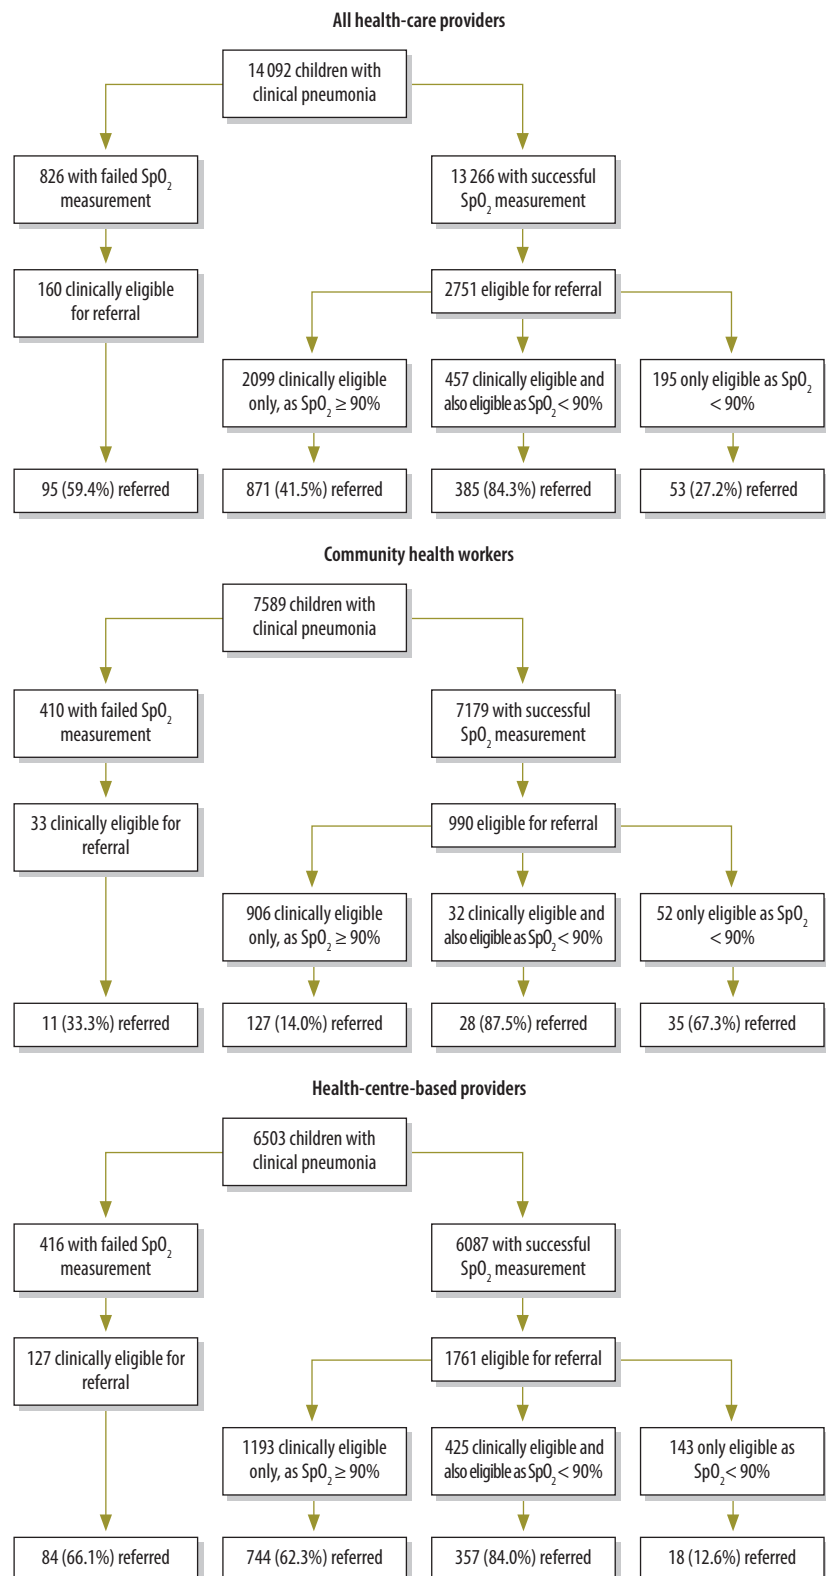 All health-care providers
14 092 children with
clinical pneumonia
826 with failed SpO₂
measurement
13 266 with successful
SpO₂ measurement
160 clinically eligible
for referral
2751 eligible for referral
2099 clinically eligible
only, as SpO₂ ≥ 90%
457 clinically eligible and
also eligible as SpO₂ < 90%
195 only eligible as SpO₂
< 90%
95 (59.4%) referred
871 (41.5%) referred
385 (84.3%) referred
53 (27.2%) referred
Community health workers
7589 children with
clinical pneumonia
410 with failed SpO₂
measurement
7179 with successful
SpO₂ measurement
33 clinically eligible for
referral
990 eligible for referral
906 clinically eligible
only, as SpO₂ ≥ 90%
32 clinically eligible and
also eligible as SpO₂ < 90%
52 only eligible as SpO₂
< 90%
11 (33.3%) referred
127 (14.0%) referred
28 (87.5%) referred
35 (67.3%) referred
Health-centre-based providers
6503 children with
clinical pneumonia
416 with failed SpO₂
measurement
6087 with successful
SpO₂ measurement
127 clinically eligible for
referral
1761 eligible for referral
1193 clinically eligible
only, as SpO₂ ≥ 90%
425 clinically eligible and
also eligible as SpO₂ < 90%
143 only eligible as
SpO₂ < 90%
84 (66.1%) referred
744 (62.3%) referred
357 (84.0%) referred
18 (12.6%) referred